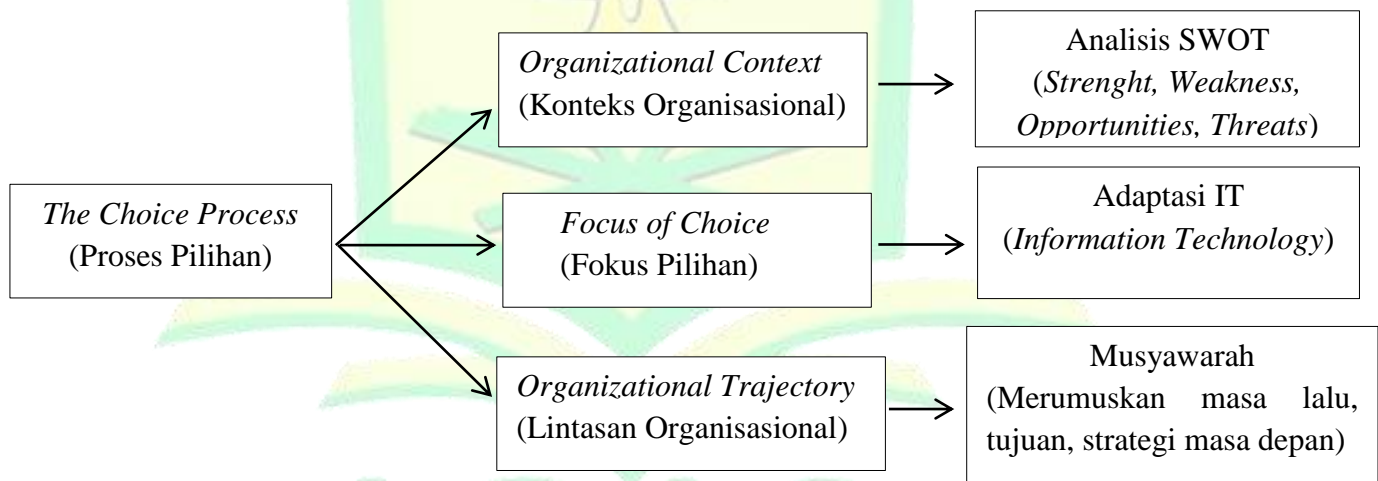 The Choice Process
(Proses Pilihan)
Organizational Context
(Konteks Organisasional)
Analisis SWOT
(Strenght, Weakness,
Opportunities, Threats)
Focus of Choice
(Fokus Pilihan)
Adaptasi IT
(Information Technology)
Organizational Trajectory
(Lintasan Organisasional)
Musyawarah
(Merumuskan masa lalu,
tujuan, strategi masa depan)